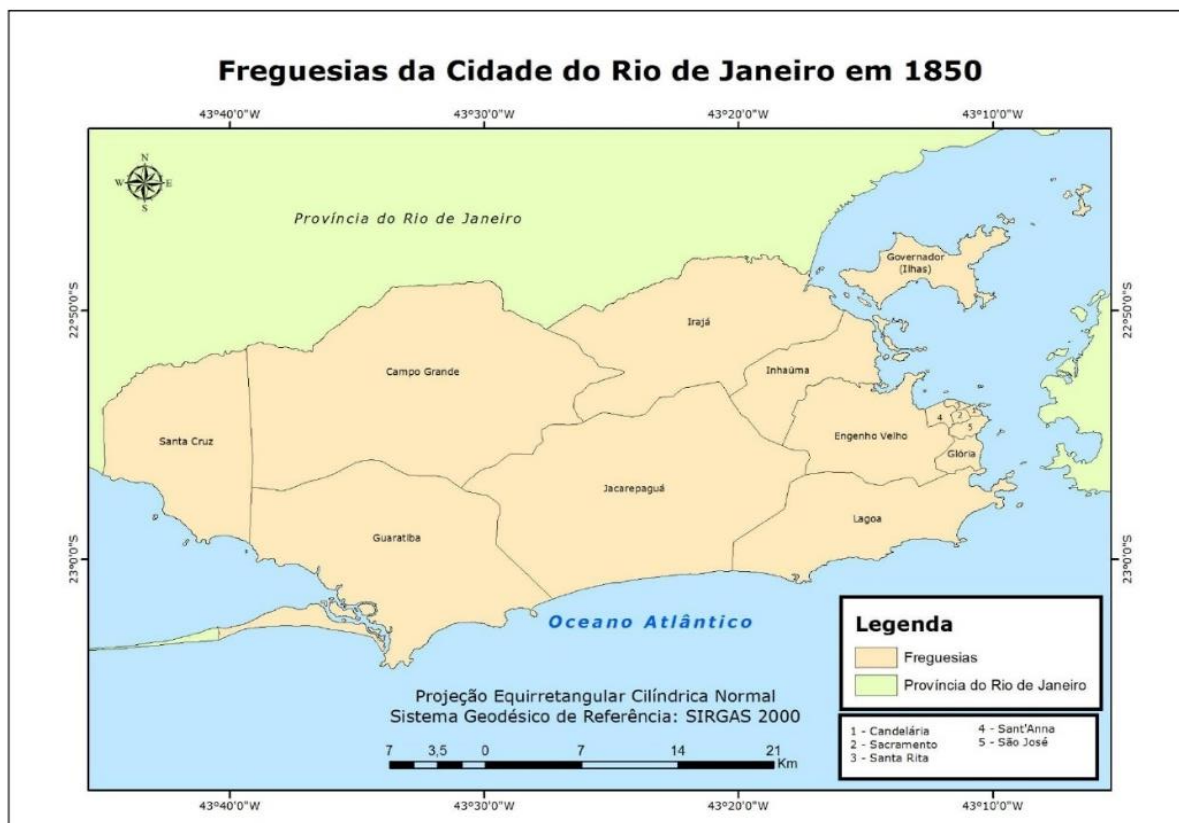 Freguesias da Cidade do Rio de Janeiro em 1850
43°40'0"W
43°30'0"W
43°20'0"W
43°10'0"W
N
W
E
S
Província do Rio de Janeiro
Governador
(Ilhas)
22°50'0"S
22°50'0"S
Irajá
Campo Grande
Inhaúma
Santa Cruz
Engenho Velho
4
3
2
1
5
Glória
Jacarepaguá
Lagoa
Guaratiba
23°0'0"S
23°0'0"S
Oceano Atlântico
Legenda
Freguesias
Província do Rio de Janeiro
Projeção Equirretangular Cilíndrica Normal
Sistema Geodésico de Referência: SIRGAS 2000
7 3,5 0 7 14 21
Km
1 - Candelária
2 - Sacramento
3 - Santa Rita
4 - Sant'Anna
5 - São José
43°40'0"W
43°30'0"W
43°20'0"W
43°10'0"W